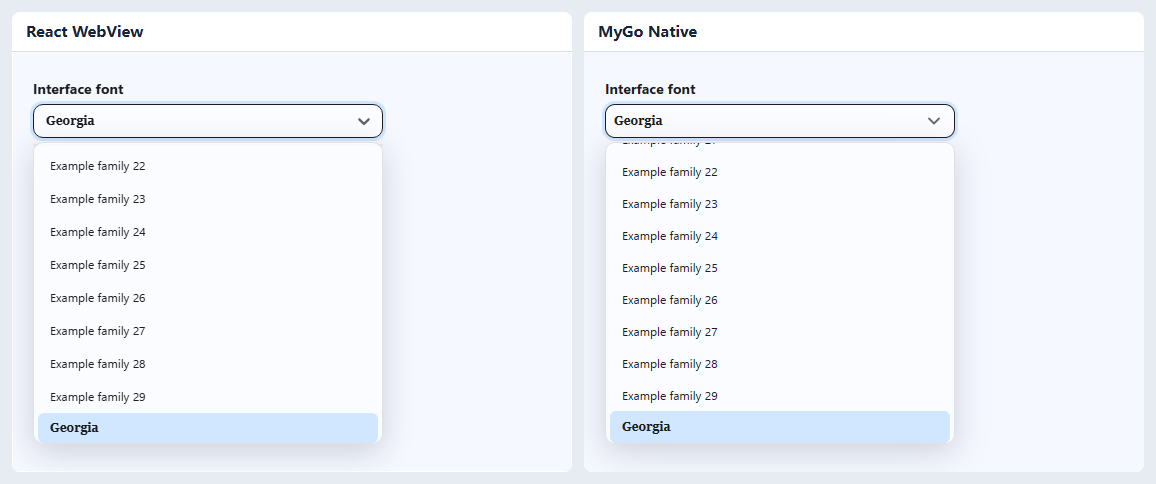 React WebView
Interface font
Georgia
Example family 22
Example family 23
Example family 24
Example family 25
Example family 26
Example family 27
Example family 28
Example family 29
Georgia
MyGo Native
Interface font
Georgia
Example family 21
Example family 22
Example family 23
Example family 24
Example family 25
Example family 26
Example family 27
Example family 28
Example family 29
Georgia